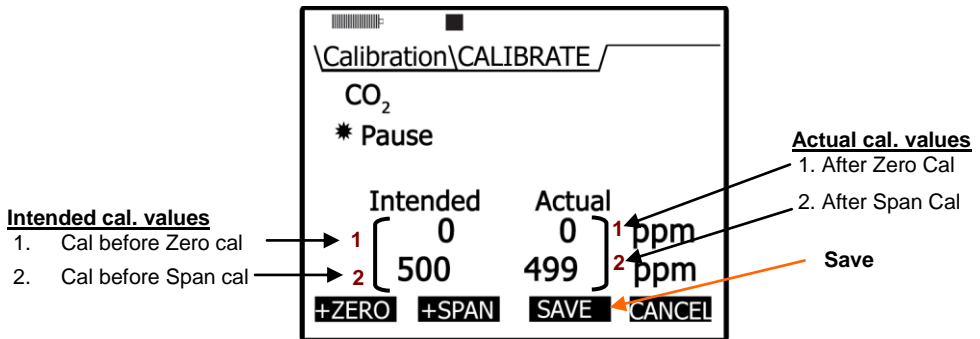 \Calibration\CALIBRATE/
CO₂
✷ Pause
Intended Actual
0 0 ppm
500 499 ppm
+ZERO +SPAN SAVE CANCEL
Intended cal. values
1. Cal before Zero cal
2. Cal before Span cal
1
2
1
2
Actual cal. values
1. After Zero Cal
2. After Span Cal
Save